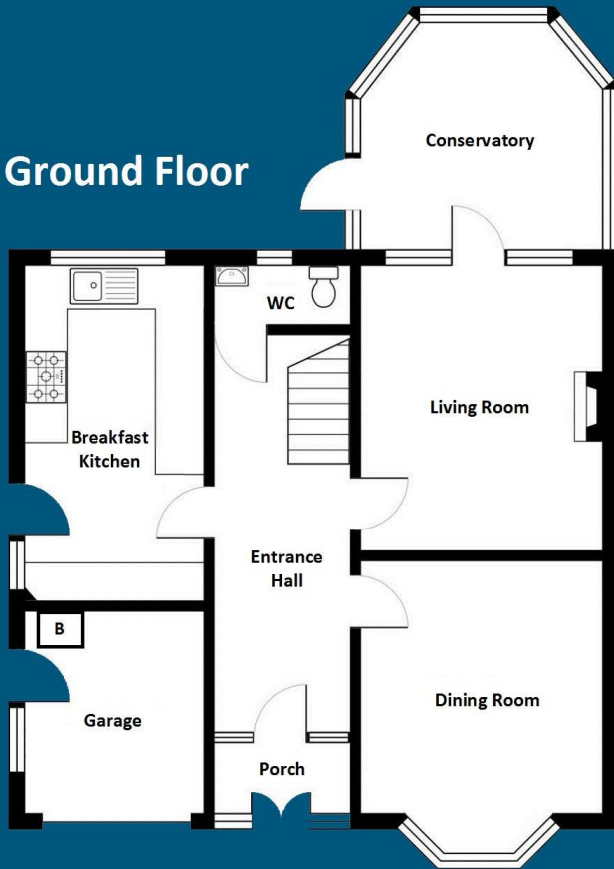 Ground Floor
Conservatory
WC
Living Room
Breakfast
Kitchen
Entrance
Hall
B
Garage
Dining Room
Porch